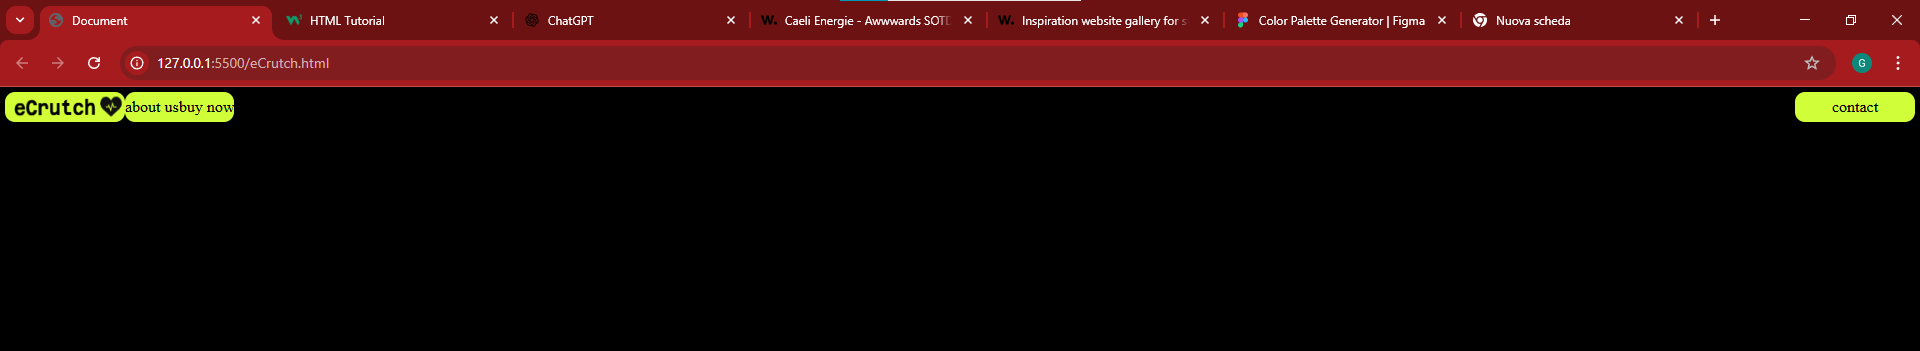 Document
HTML Tutorial
ChatGPT
W. Caeli Energie - Awwwards SOTD
W. Inspiration website gallery for s
Color Palette Generator | Figma
Nuova scheda
127.0.0.1:5500/eCrutch.html
G
eCrutch
about usbuy now
contact